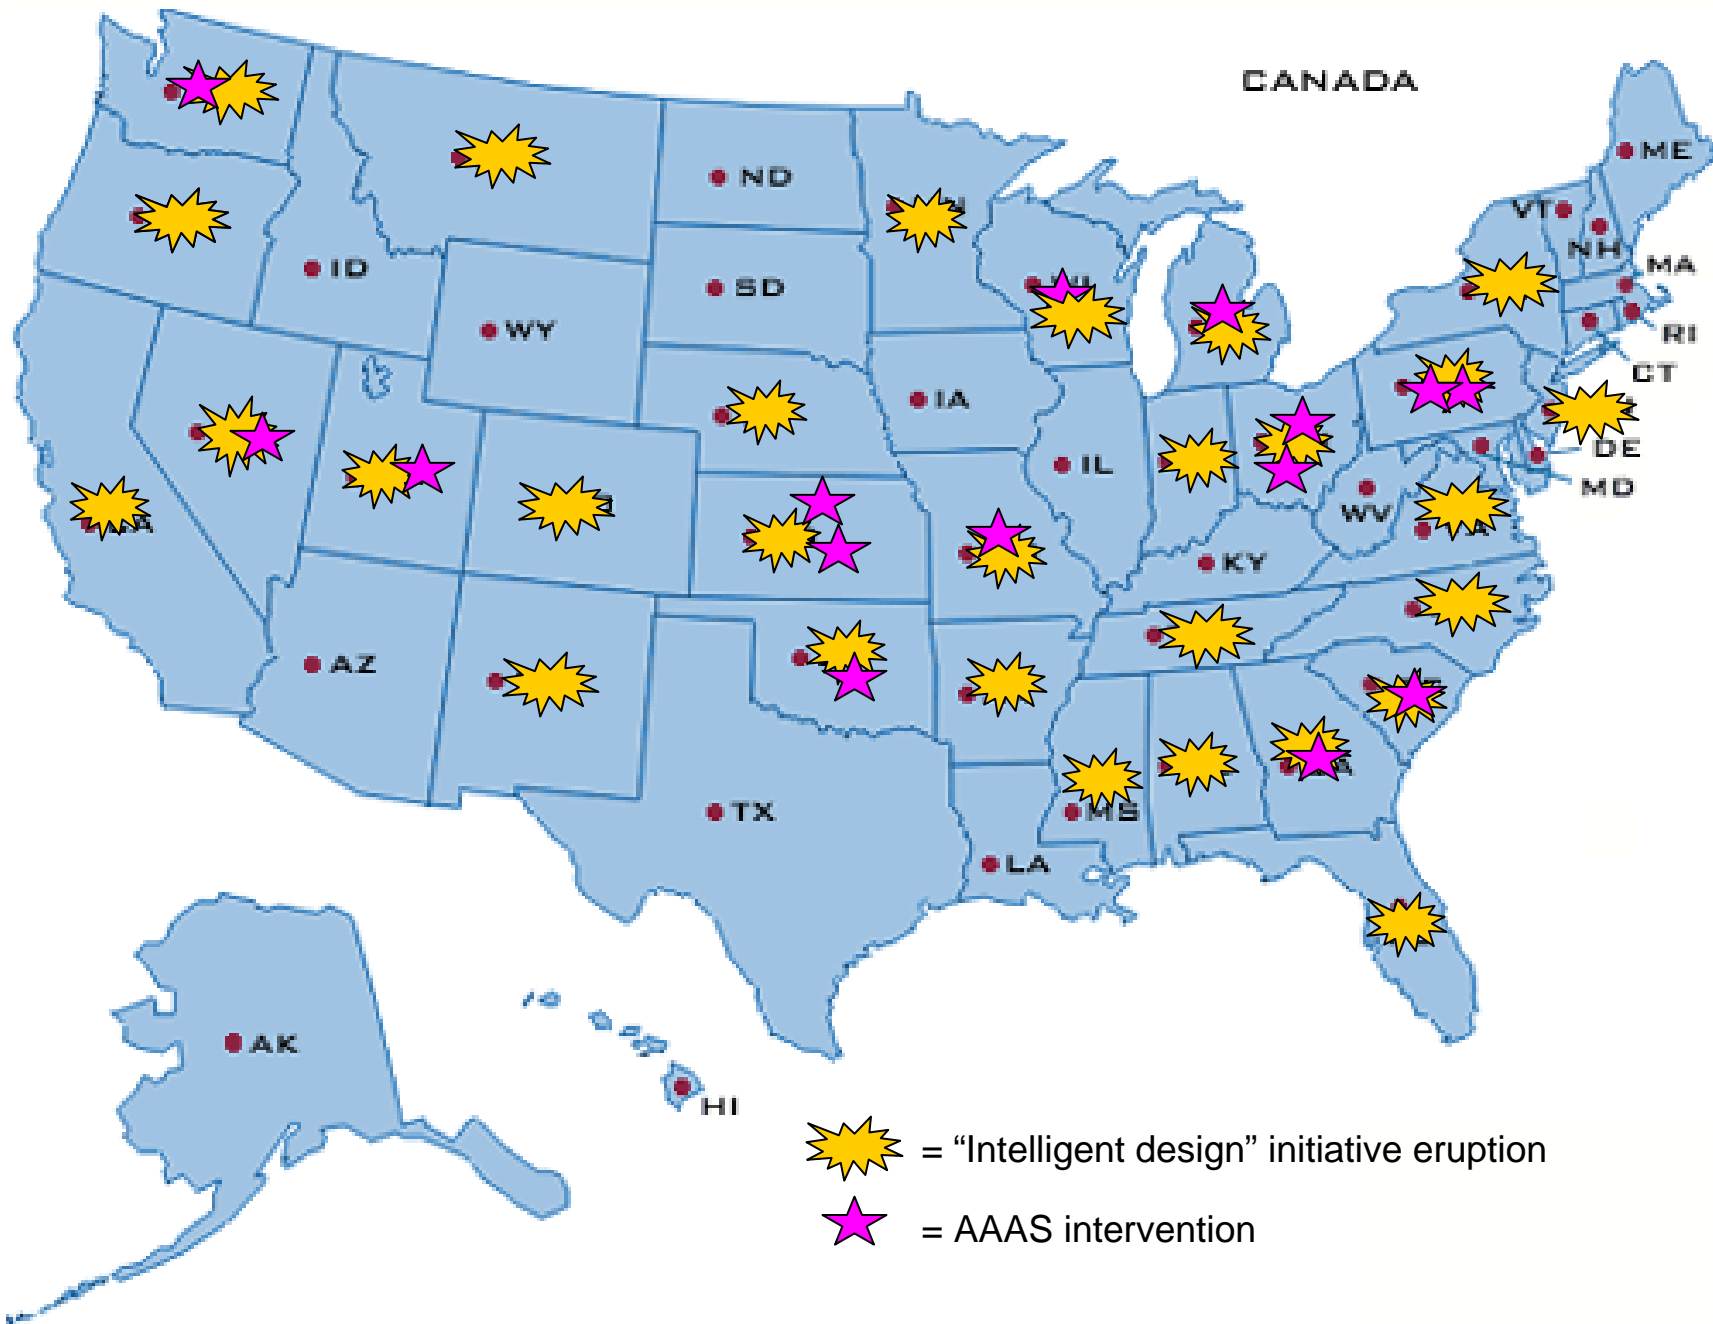 CANADA
ME
ND
VT
NH
MA
ID
SD
RI
WY
CT
IA
DE
IL
MD
WV
KY
AZ
TX
MS
LA
AK
HI
= “Intelligent design” initiative eruption
= AAAS intervention